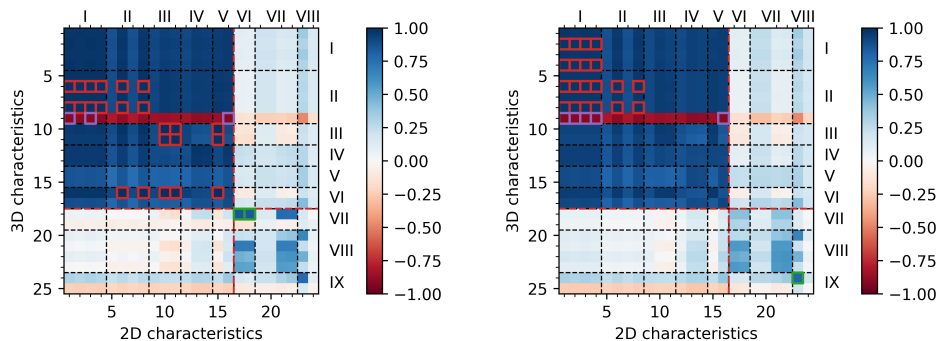 I II III IV V VI VII VIII
I II III IV V VI VII VIII
3D characteristics
5
10
15
20
25
I
II
III
IV
V
VI
VII
VIII
IX
1.00
0.75
0.50
0.25
0.00
−0.25
−0.50
−0.75
−1.00
3D characteristics
5
10
15
20
25
I
II
III
IV
V
VI
VII
VIII
IX
1.00
0.75
0.50
0.25
0.00
−0.25
−0.50
−0.75
−1.00
5 10 15 20
2D characteristics
5 10 15 20
2D characteristics